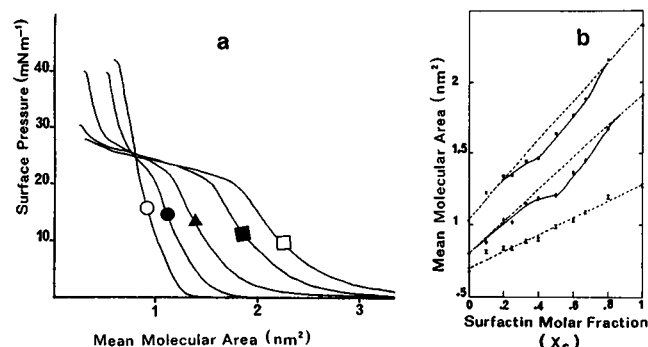 a
Surface Pressure (mNm-1)
40
30
20
10
1
2
3
Mean Molecular Area (nm2)
b
Mean Molecular Area (nm2)
2
1.5
1
.5
0
.2
.4
.6
.8
1
Surfactin Molar Fraction
( Xs )